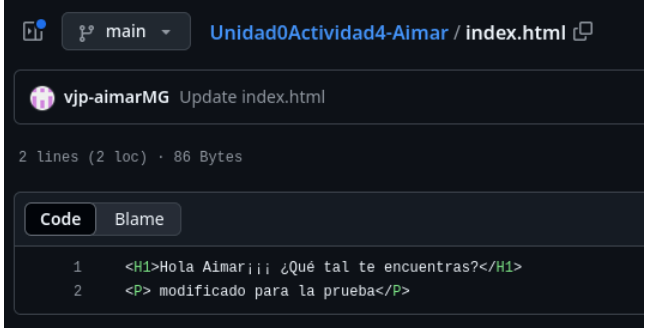 main
Unidad0Actividad4-Aimar / index.html
vjp-aimarMG Update index.html
2 lines (2 loc) · 86 Bytes
Code Blame
1 <H1>Hola Aimar¡¡¡ ¿Qué tal te encuentras?</H1>
2 <P> modificado para la prueba</P>